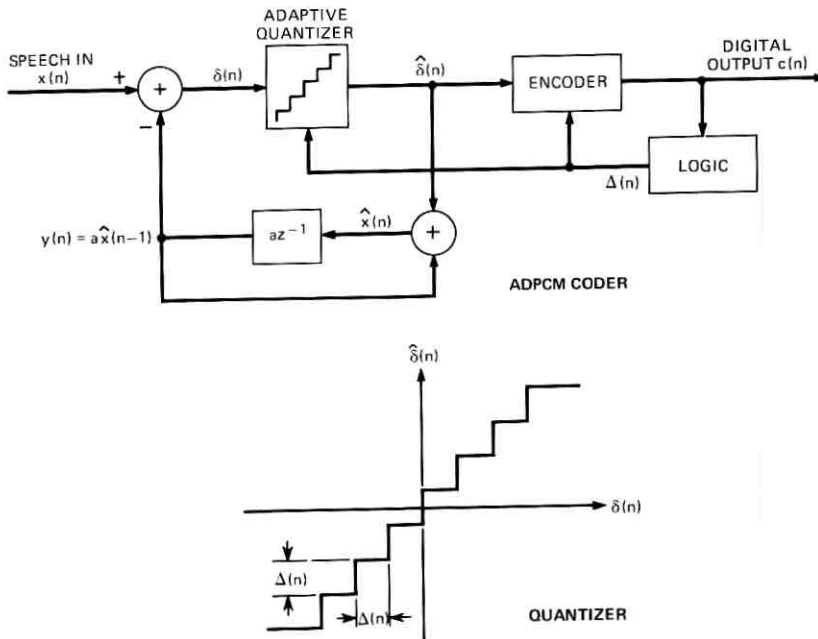 ADAPTIVE
QUANTIZER
SPEECH IN
x(n)
+
+
−
δ(n)
δ̂(n)
ENCODER
DIGITAL
OUTPUT c(n)
LOGIC
Δ(n)
y(n) = ax̂(n−1)
az⁻¹
x̂(n)
+
ADPCM CODER
δ̂(n)
δ(n)
Δ(n)
Δ(n)
QUANTIZER